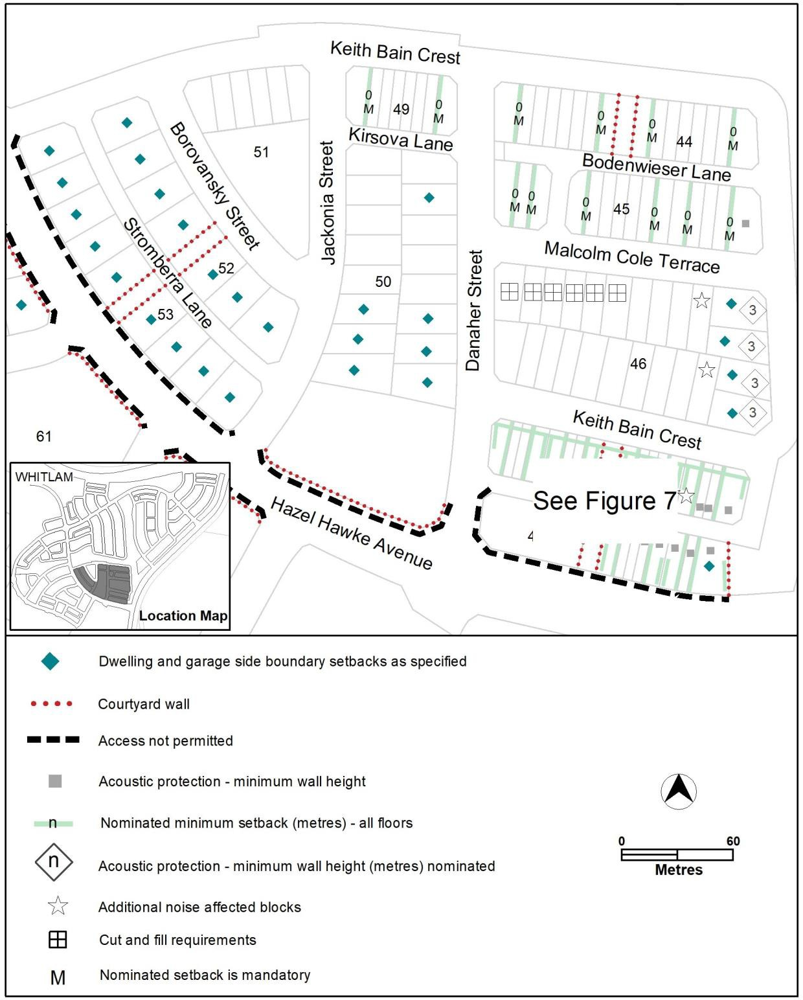 Keith Bain Crest
0
M
49
0
M
0
M
0
M
0
M
44
0
M
Kirsova Lane
Borovansky Street
51
Jackonia Street
Bodenwieser Lane
0
M
0
M
0
M
45
0
M
0
M
0
M
Stromberra Lane
Malcolm Cole Terrace
52
50
Danaher Street
53
3
3
46
3
3
Keith Bain Crest
61
WHITLAM
Location Map
Hazel Hawke Avenue
See Figure 7
Dwelling and garage side boundary setbacks as specified
Courtyard wall
Access not permitted
Acoustic protection - minimum wall height
n
Nominated minimum setback (metres) - all floors
n
Acoustic protection - minimum wall height (metres) nominated
Additional noise affected blocks
Cut and fill requirements
M
Nominated setback is mandatory
0 60
Metres